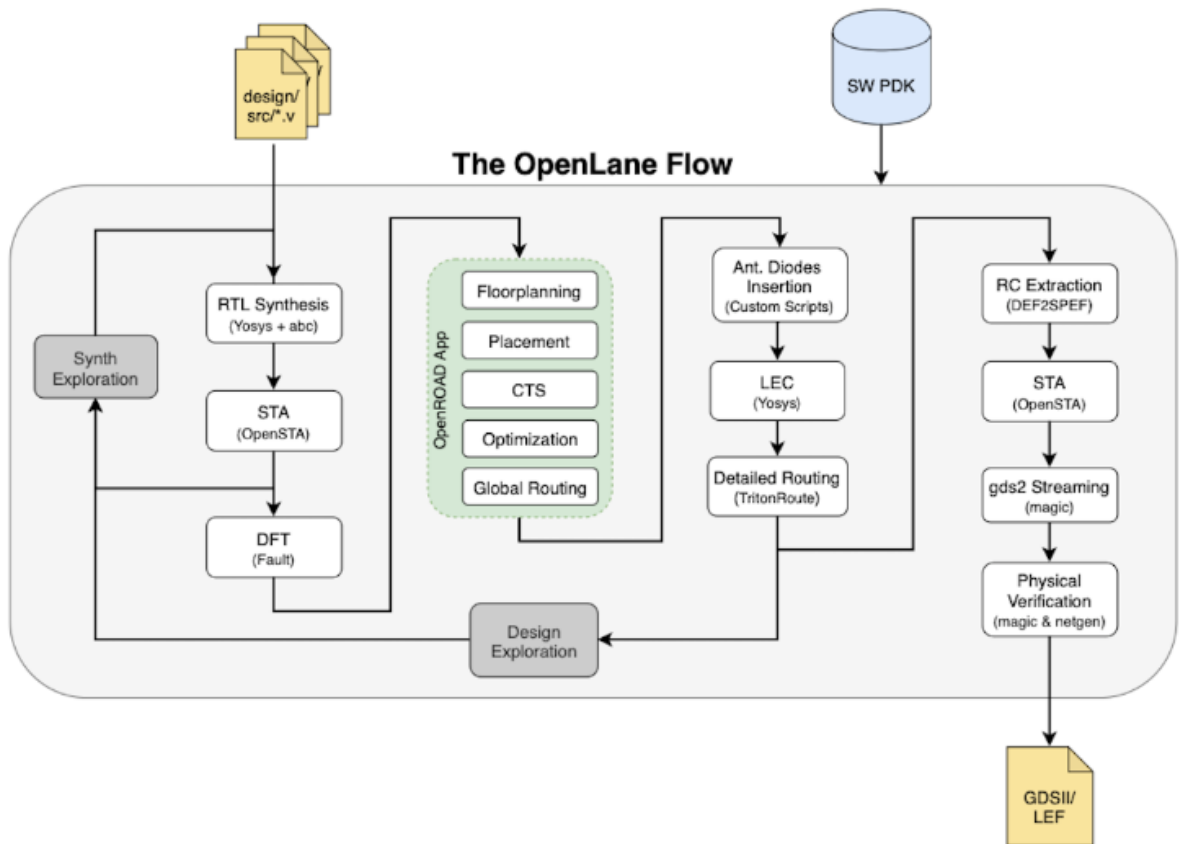 design/
src/*.v
SW PDK
The OpenLane Flow
RTL Synthesis
(Yosys + abc)
Synth
Exploration
STA
(OpenSTA)
DFT
(Fault)
OpenROAD App
Floorplanning
Placement
CTS
Optimization
Global Routing
Design
Exploration
Ant. Diodes
Insertion
(Custom Scripts)
LEC
(Yosys)
Detailed Routing
(TritonRoute)
RC Extraction
(DEF2SPEF)
STA
(OpenSTA)
gds2 Streaming
(magic)
Physical
Verification
(magic & netgen)
GDSII/
LEF